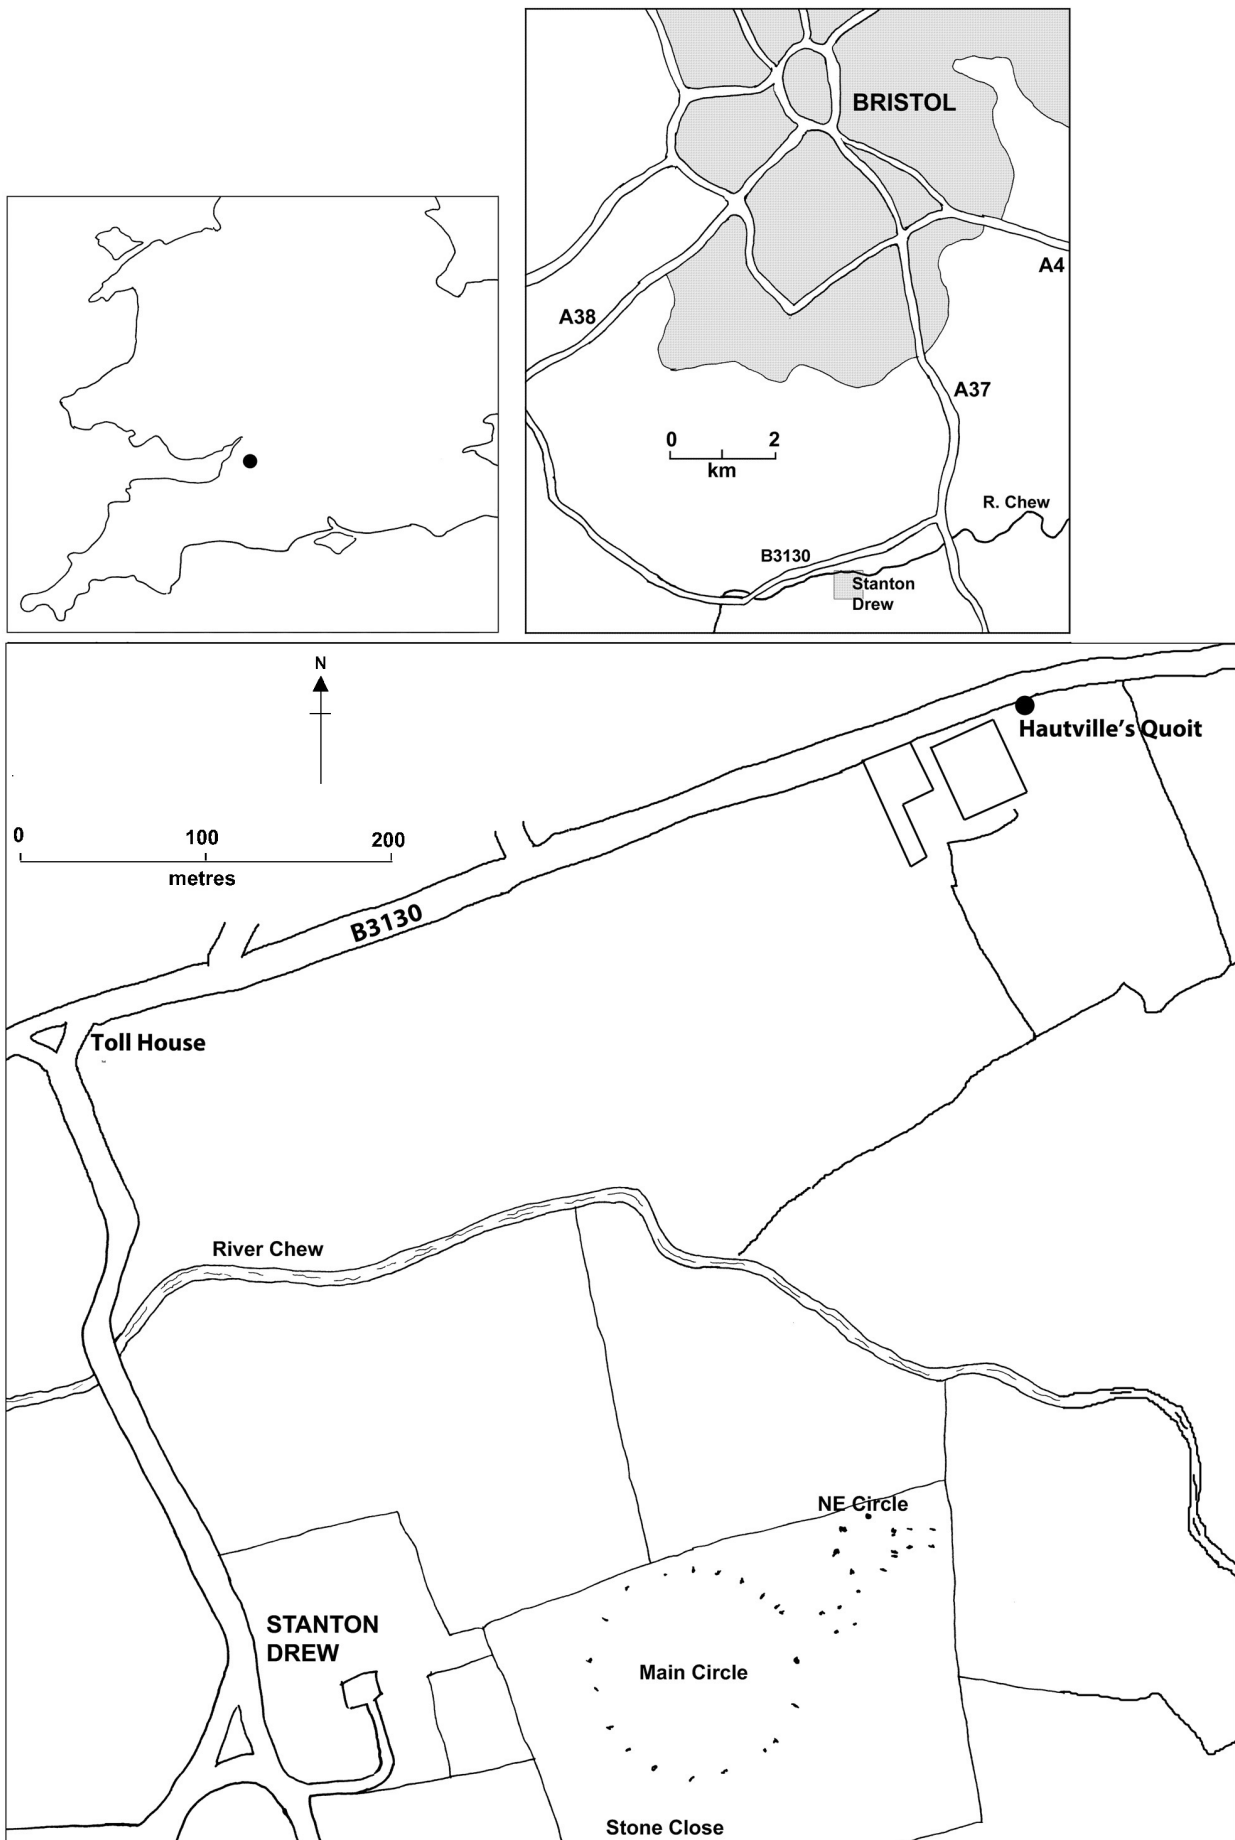 BRISTOL
A4
A38
A37
0 2
km
R. Chew
B3130
Stanton
Drew
N
Hautville's Quoit
0 100 200
metres
B3130
Toll House
River Chew
NE Circle
STANTON
DREW
Main Circle
Stone Close